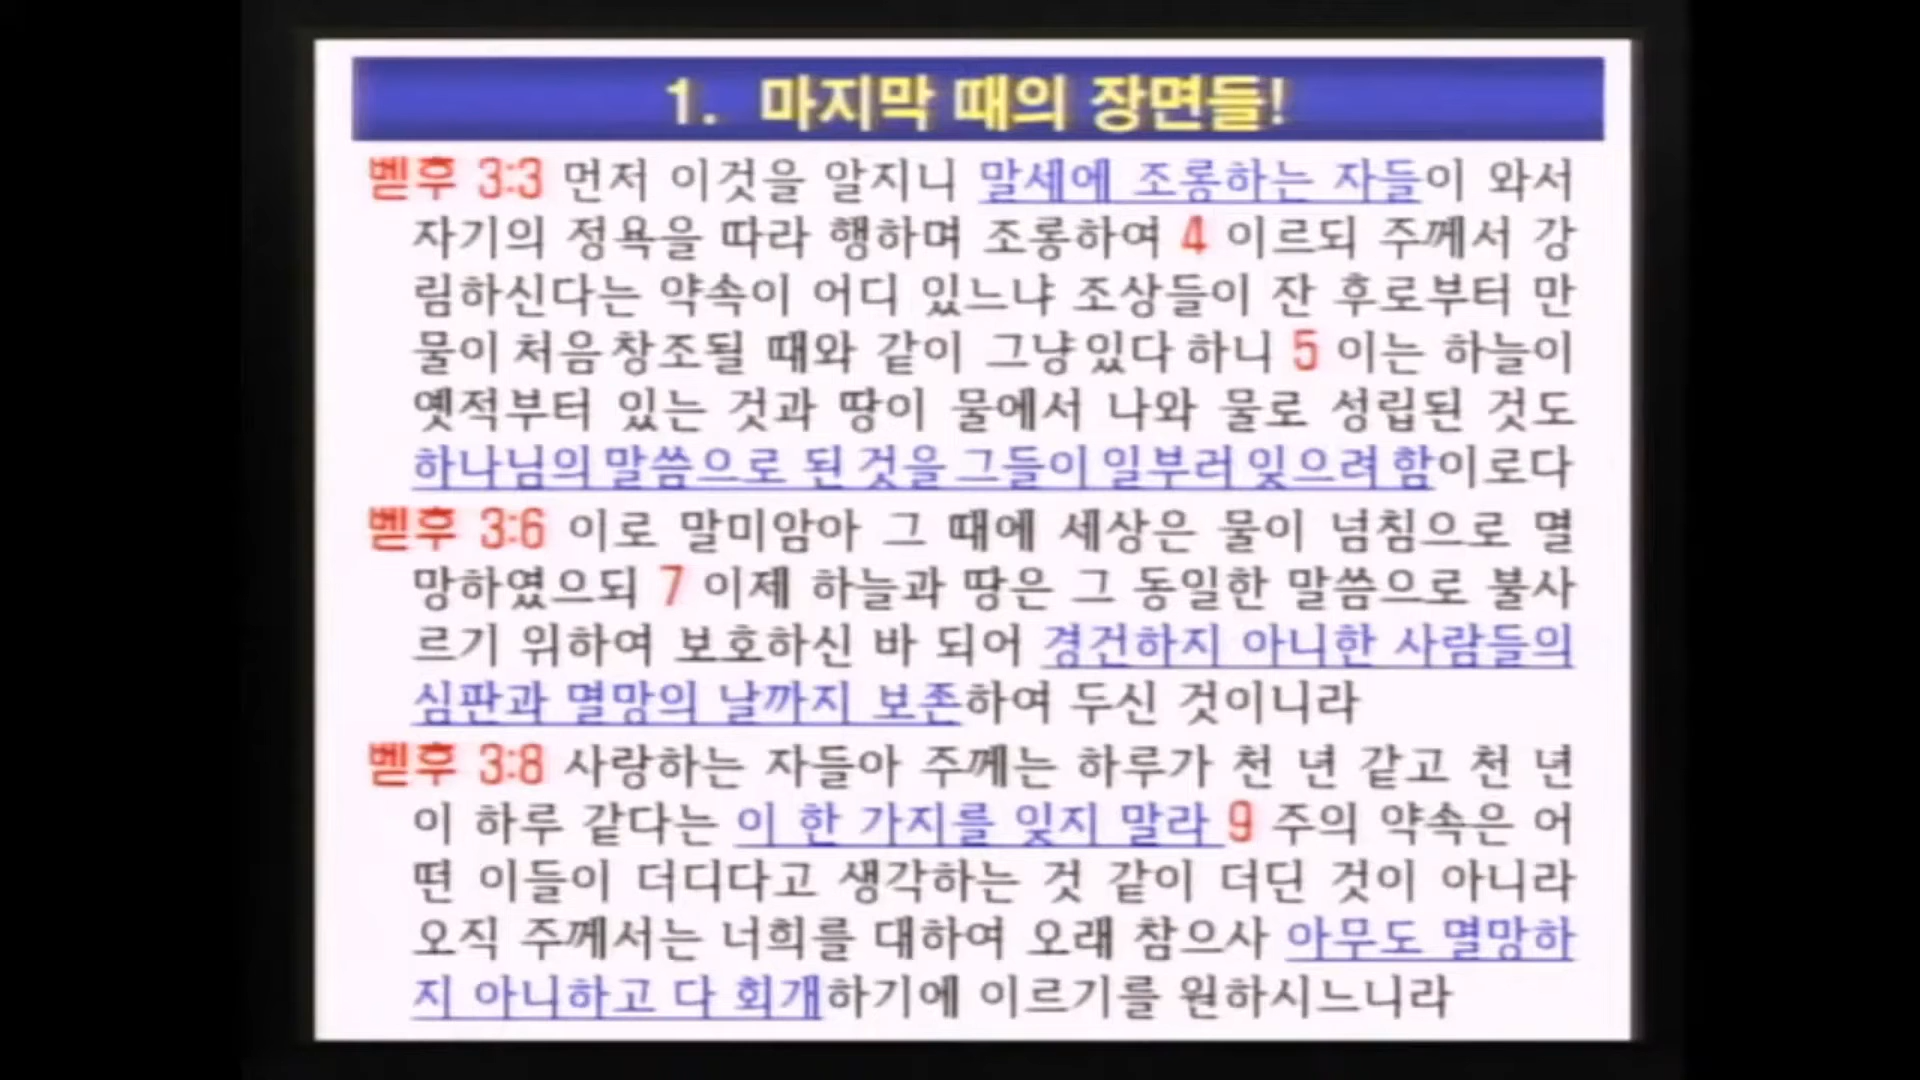 1. 마지막 때의 장면들!
벧후 3:3 먼저 이것을 알지니 말세에 조롱하는 자들이 와서
자기의 정욕을 따라 행하며 조롱하여 4 이르되 주께서 강
림하신다는 약속이 어디 있느냐 조상들이 잔 후로부터 만
물이 처음 창조될 때와 같이 그냥 있다 하니 5 이는 하늘이
옛적부터 있는 것과 땅이 물에서 나와 물로 성립된 것도
하나님의 말씀으로 된 것을 그들이 일부러 잊으려 함이로다
벧후 3:6 이로 말미암아 그 때에 세상은 물이 넘침으로 멸
망하였으되 7 이제 하늘과 땅은 그 동일한 말씀으로 불사
르기 위하여 보호하신 바 되어 경건하지 아니한 사람들의
심판과 멸망의 날까지 보존하여 두신 것이니라
벧후 3:8 사랑하는 자들아 주께는 하루가 천 년 같고 천 년
이 하루 같다는 이 한 가지를 잊지 말라 9 주의 약속은 어
떤 이들이 더디다고 생각하는 것 같이 더딘 것이 아니라
오직 주께서는 너희를 대하여 오래 참으사 아무도 멸망하
지 아니하고 다 회개하기에 이르기를 원하시느니라